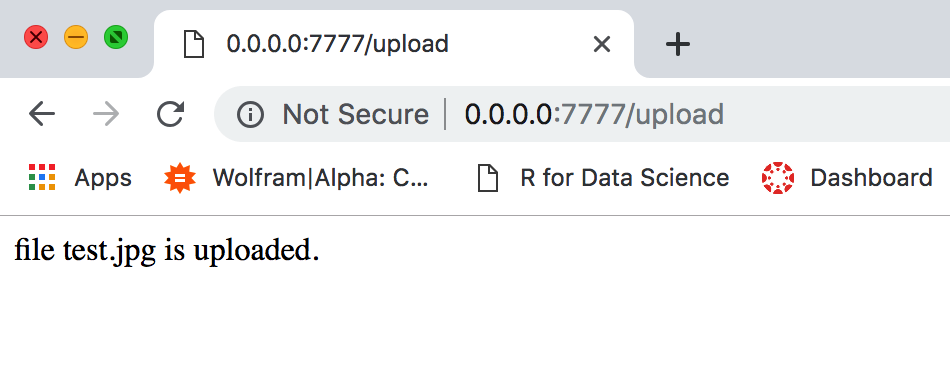 0.0.0.0:7777/upload
Not Secure 0.0.0.0:7777/upload
Apps Wolfram|Alpha: C... R for Data Science Dashboard
file test.jpg is uploaded.